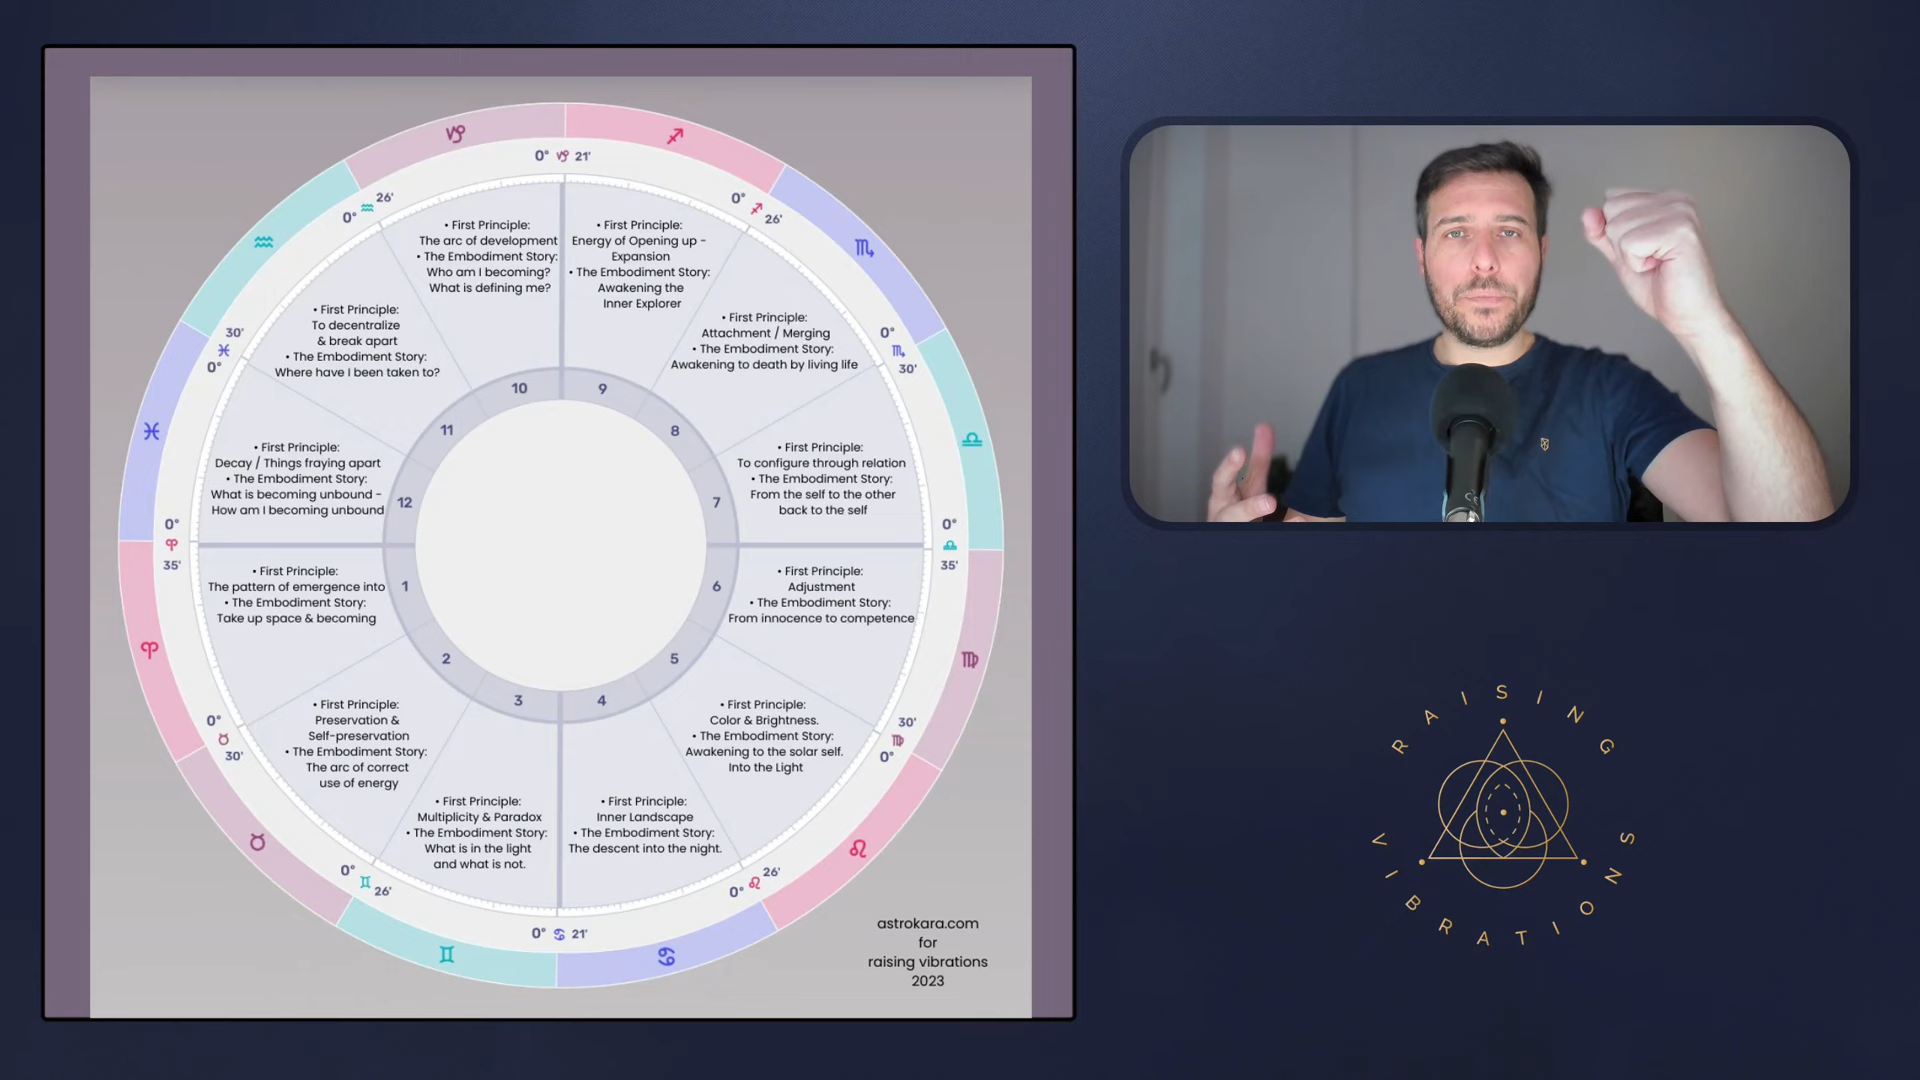 ♑
♐
♏
♎
♍
♌
♋
♊
♉
♈
♓
♒
0° ♑ 21'
0° ♐ 26'
0° ♏ 30'
0° ♎ 35'
30' ♍ 0°
26' ♌ 0°
0° ♋ 21'
0° ♊ 26'
0° ♉ 30'
0° ♈ 35'
30' ♓ 0°
0° ♒ 26'
• First Principle:
The arc of development
• The Embodiment Story:
Who am I becoming?
What is defining me?
10
• First Principle:
Energy of Opening up -
Expansion
• The Embodiment Story:
Awakening the
Inner Explorer
9
• First Principle:
Attachment / Merging
• The Embodiment Story:
Awakening to death by living life
8
• First Principle:
To configure through relation
• The Embodiment Story:
From the self to the other
back to the self
7
• First Principle:
Adjustment
• The Embodiment Story:
From innocence to competence
6
• First Principle:
Color & Brightness.
• The Embodiment Story:
Awakening to the solar self.
Into the Light
5
• First Principle:
Inner Landscape
• The Embodiment Story:
The descent into the night.
4
• First Principle:
Multiplicity & Paradox
• The Embodiment Story:
What is in the light
and what is not.
3
• First Principle:
Preservation &
Self-preservation
• The Embodiment Story:
The arc of correct
use of energy
2
• First Principle:
The pattern of emergence into
• The Embodiment Story:
Take up space & becoming
1
• First Principle:
Decay / Things fraying apart
• The Embodiment Story:
What is becoming unbound -
How am I becoming unbound
12
• First Principle:
To decentralize
& break apart
• The Embodiment Story:
Where have I been taken to?
11
astrokara.com
for
raising vibrations
2023
RAISING
VIBRATIONS